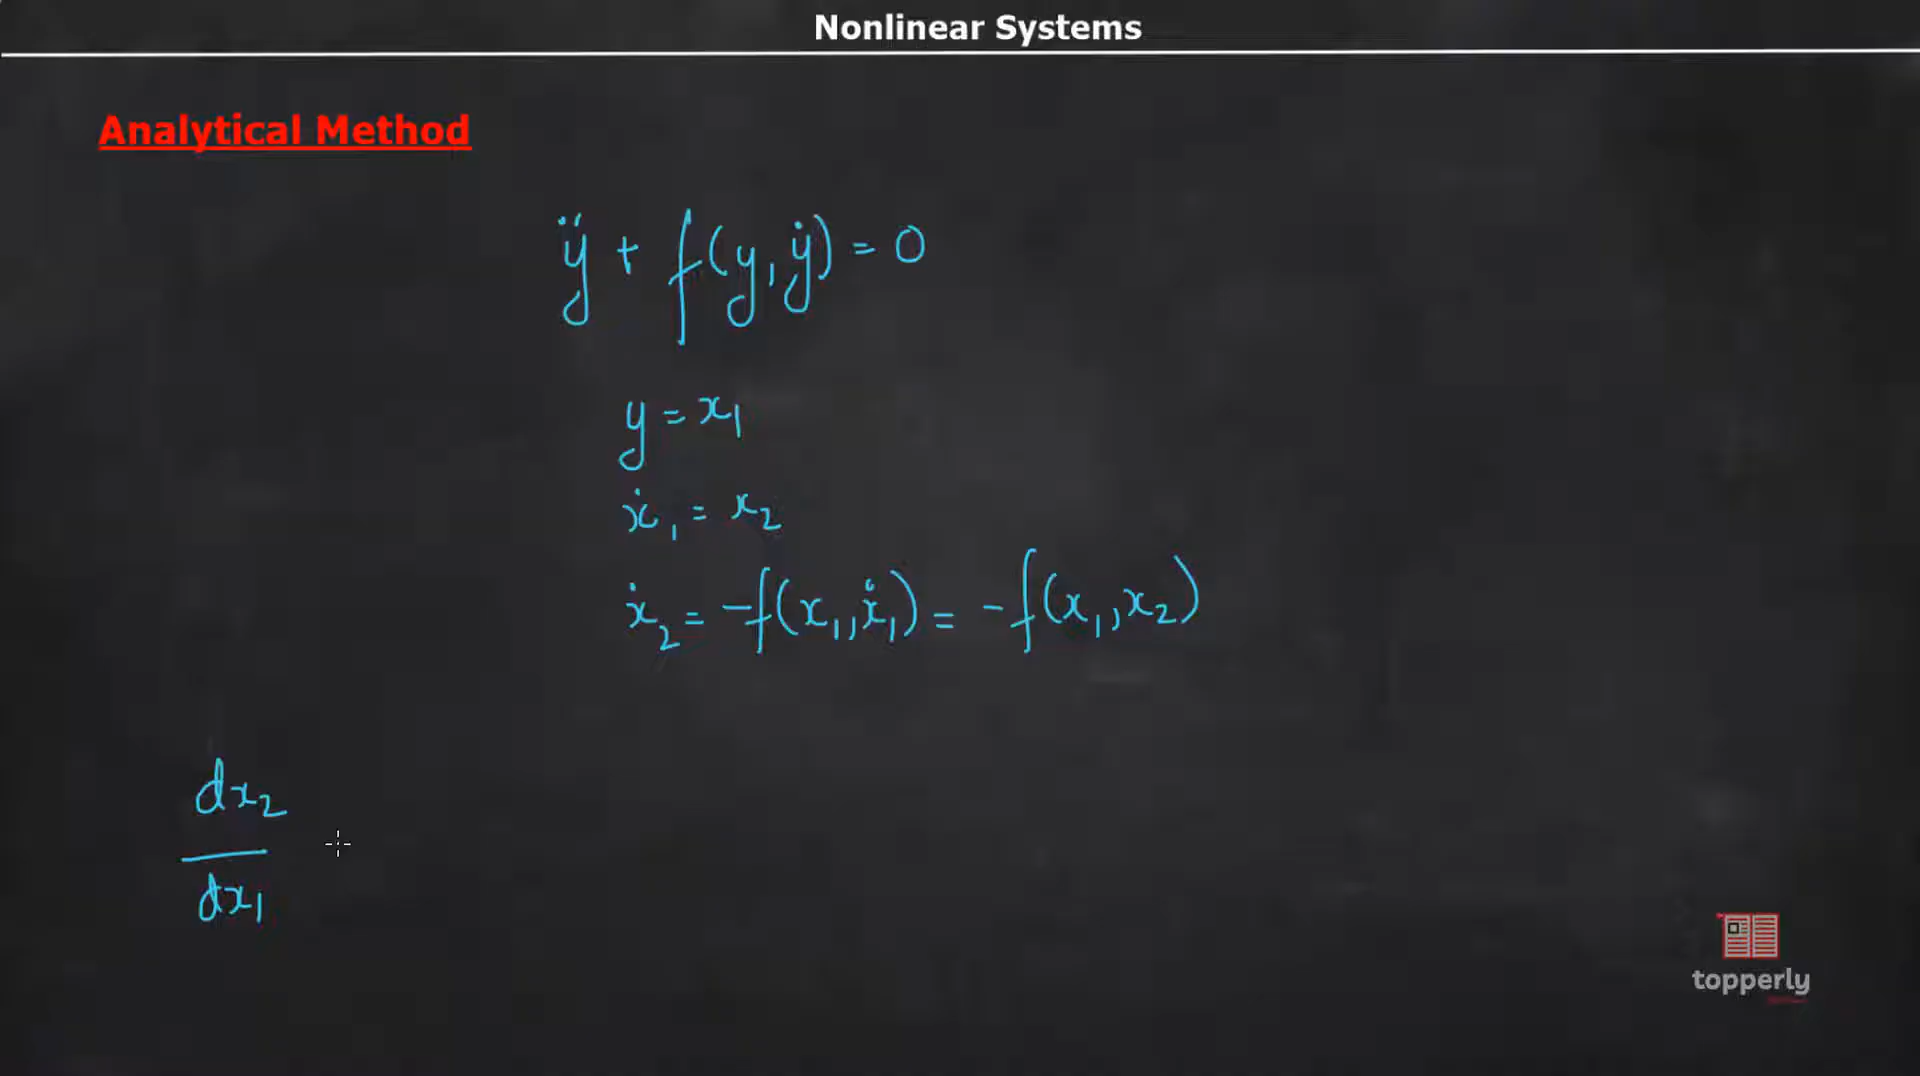 Nonlinear Systems
Analytical Method
ÿ + f(y, ẏ) = 0
y = x₁
ẋ₁ = x₂
ẋ₂ = -f(x₁, ẋ₁) = -f(x₁, x₂)
dx₂
dx₁
topperly